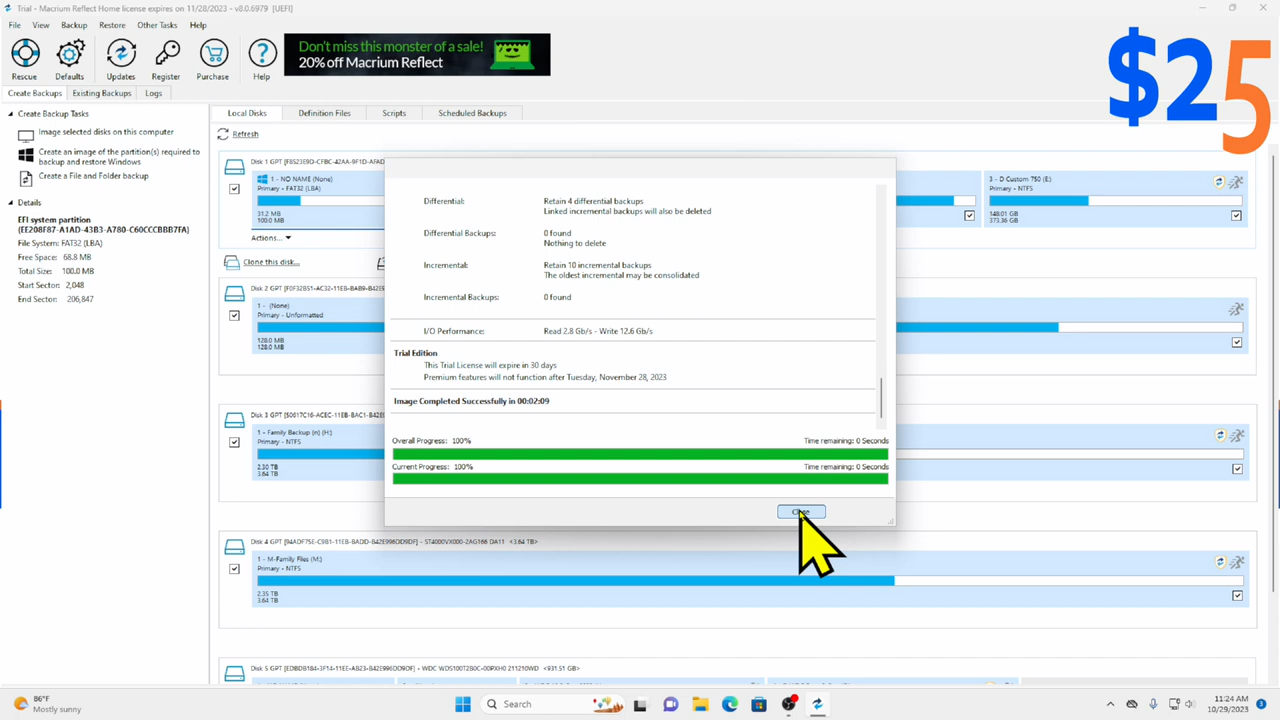 Trial - Macrium Reflect Home license expires on 11/28/2023 - v8.0.6979 [UEFI]
File View Backup Restore Other Tasks Help
Rescue Defaults Updates Register Purchase Help
Don't miss this monster of a sale!
20% off Macrium Reflect
$25
Create Backups Existing Backups Logs
Create Backup Tasks
Image selected disks on this computer
Create an image of the partition(s) required to
backup and restore Windows
Create a File and Folder backup
Details
EFI system partition
File System: FAT32 (LBA)
Free Space: 68.8 MB
Total Size: 100.0 MB
Start Sector: 2,048
End Sector: 206,847
Local Disks Definition Files Scripts Scheduled Backups
Refresh
1 - NO NAME (None)
Primary - FAT32 (LBA)
31.2 MB
100.0 MB
3 - D Custom 750 (E:)
Primary - NTFS
148.01 GB
373.36 GB
Actions...
Clone this disk...
1 - (None)
Primary - Unformatted
128.0 MB
128.0 MB
1 - Family Backup (n) (H:)
Primary - NTFS
2.30 TB
3.64 TB
1 - M-Family Files (M:)
Primary - NTFS
2.35 TB
3.64 TB
Differential: Retain 4 differential backups
Linked incremental backups will also be deleted
Differential Backups: 0 found
Nothing to delete
Incremental: Retain 10 incremental backups
The oldest incremental may be consolidated
Incremental Backups: 0 found
I/O Performance: Read 2.8 Gb/s - Write 12.6 Gb/s
Trial Edition
This Trial License will expire in 30 days
Premium features will not function after Tuesday, November 28, 2023
Image Completed Successfully in 00:02:09
Overall Progress: 100% Time remaining: 0 Seconds
Current Progress: 100% Time remaining: 0 Seconds
86°F
Mostly sunny
Search
11:24 AM
10/29/2023